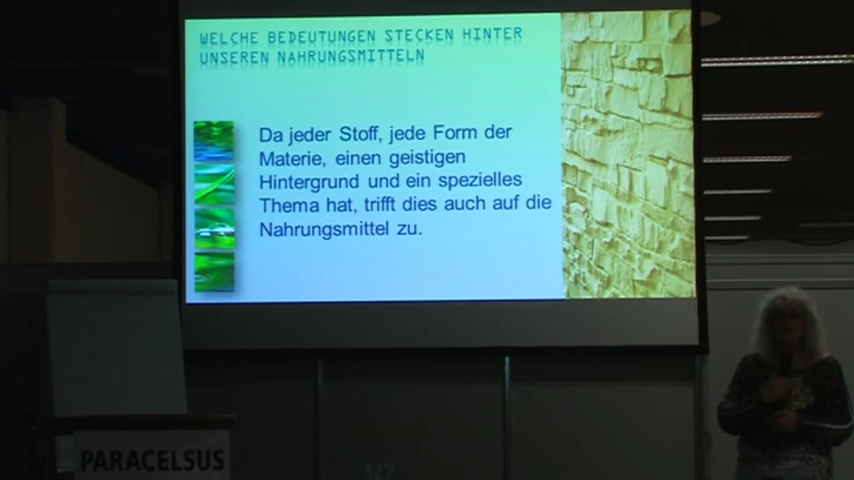 WELCHE BEDEUTUNGEN STECKEN HINTER
UNSEREN NAHRUNGSMITTELN
Da jeder Stoff, jede Form der
Materie, einen geistigen
Hintergrund und ein spezielles
Thema hat, trifft dies auch auf die
Nahrungsmittel zu.
PARACELSUS